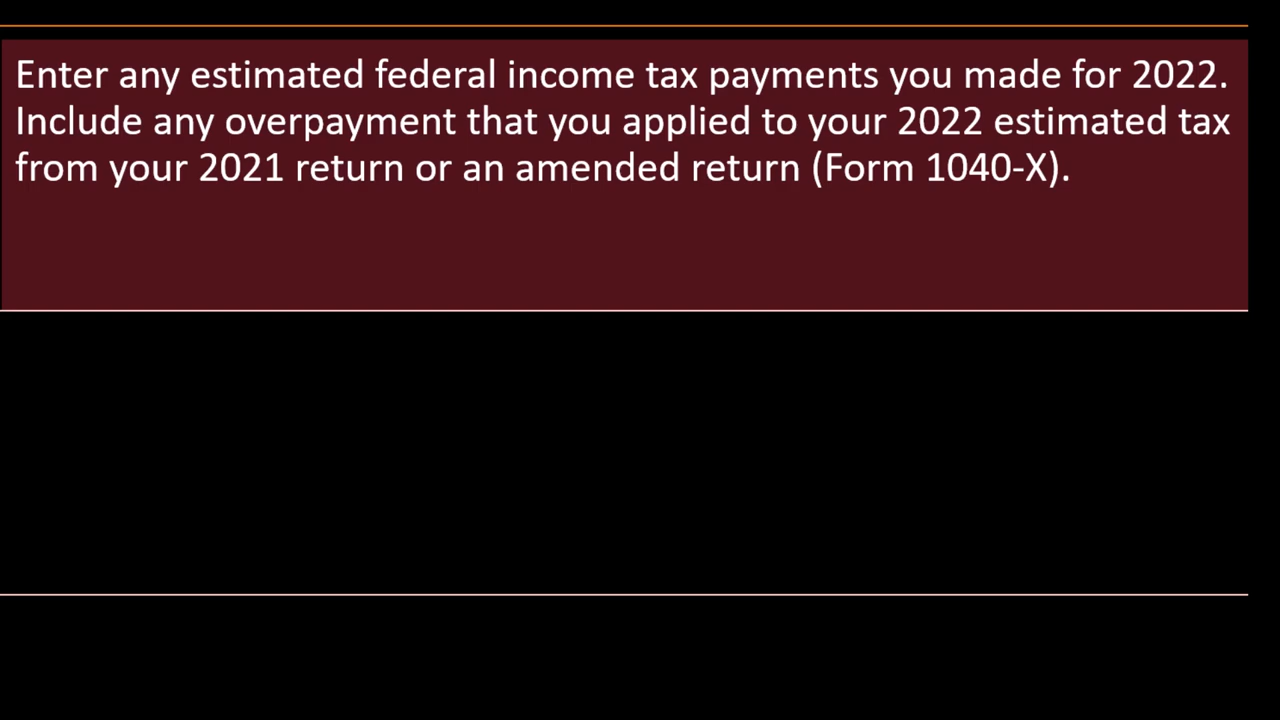 Enter any estimated federal income tax payments you made for 2022.
Include any overpayment that you applied to your 2022 estimated tax
from your 2021 return or an amended return (Form 1040-X).